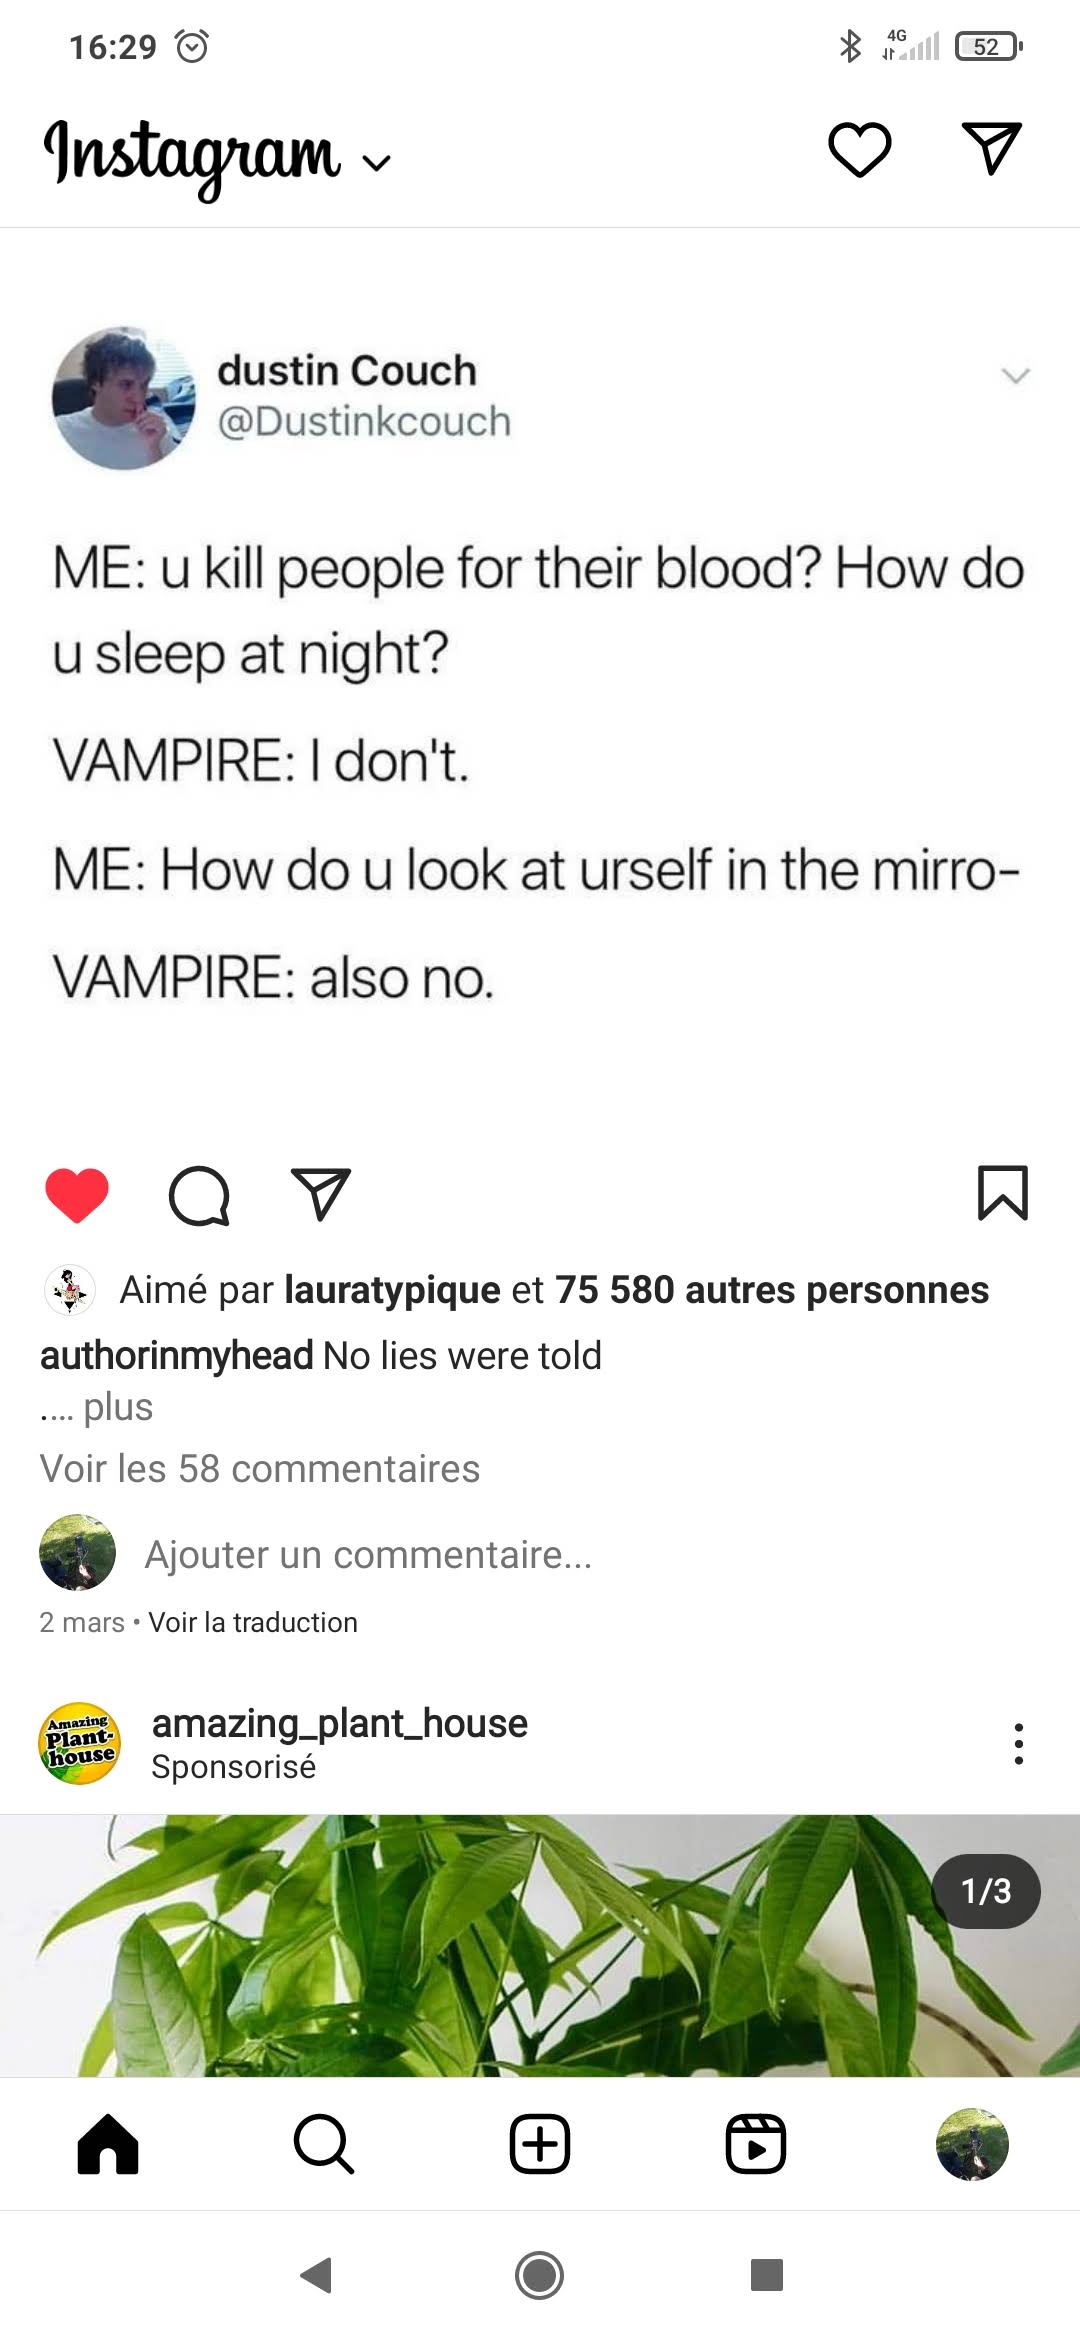 16:29
4G
52
Instagram
dustin Couch
@Dustinkcouch
ME: u kill people for their blood? How do
u sleep at night?
VAMPIRE: I don't.
ME: How do u look at urself in the mirro-
VAMPIRE: also no.
Aimé par lauratypique et 75 580 autres personnes
authorinmyhead No lies were told
.... plus
Voir les 58 commentaires
Ajouter un commentaire...
2 mars • Voir la traduction
Amazing
Plant-
house
amazing_plant_house
Sponsorisé
1/3